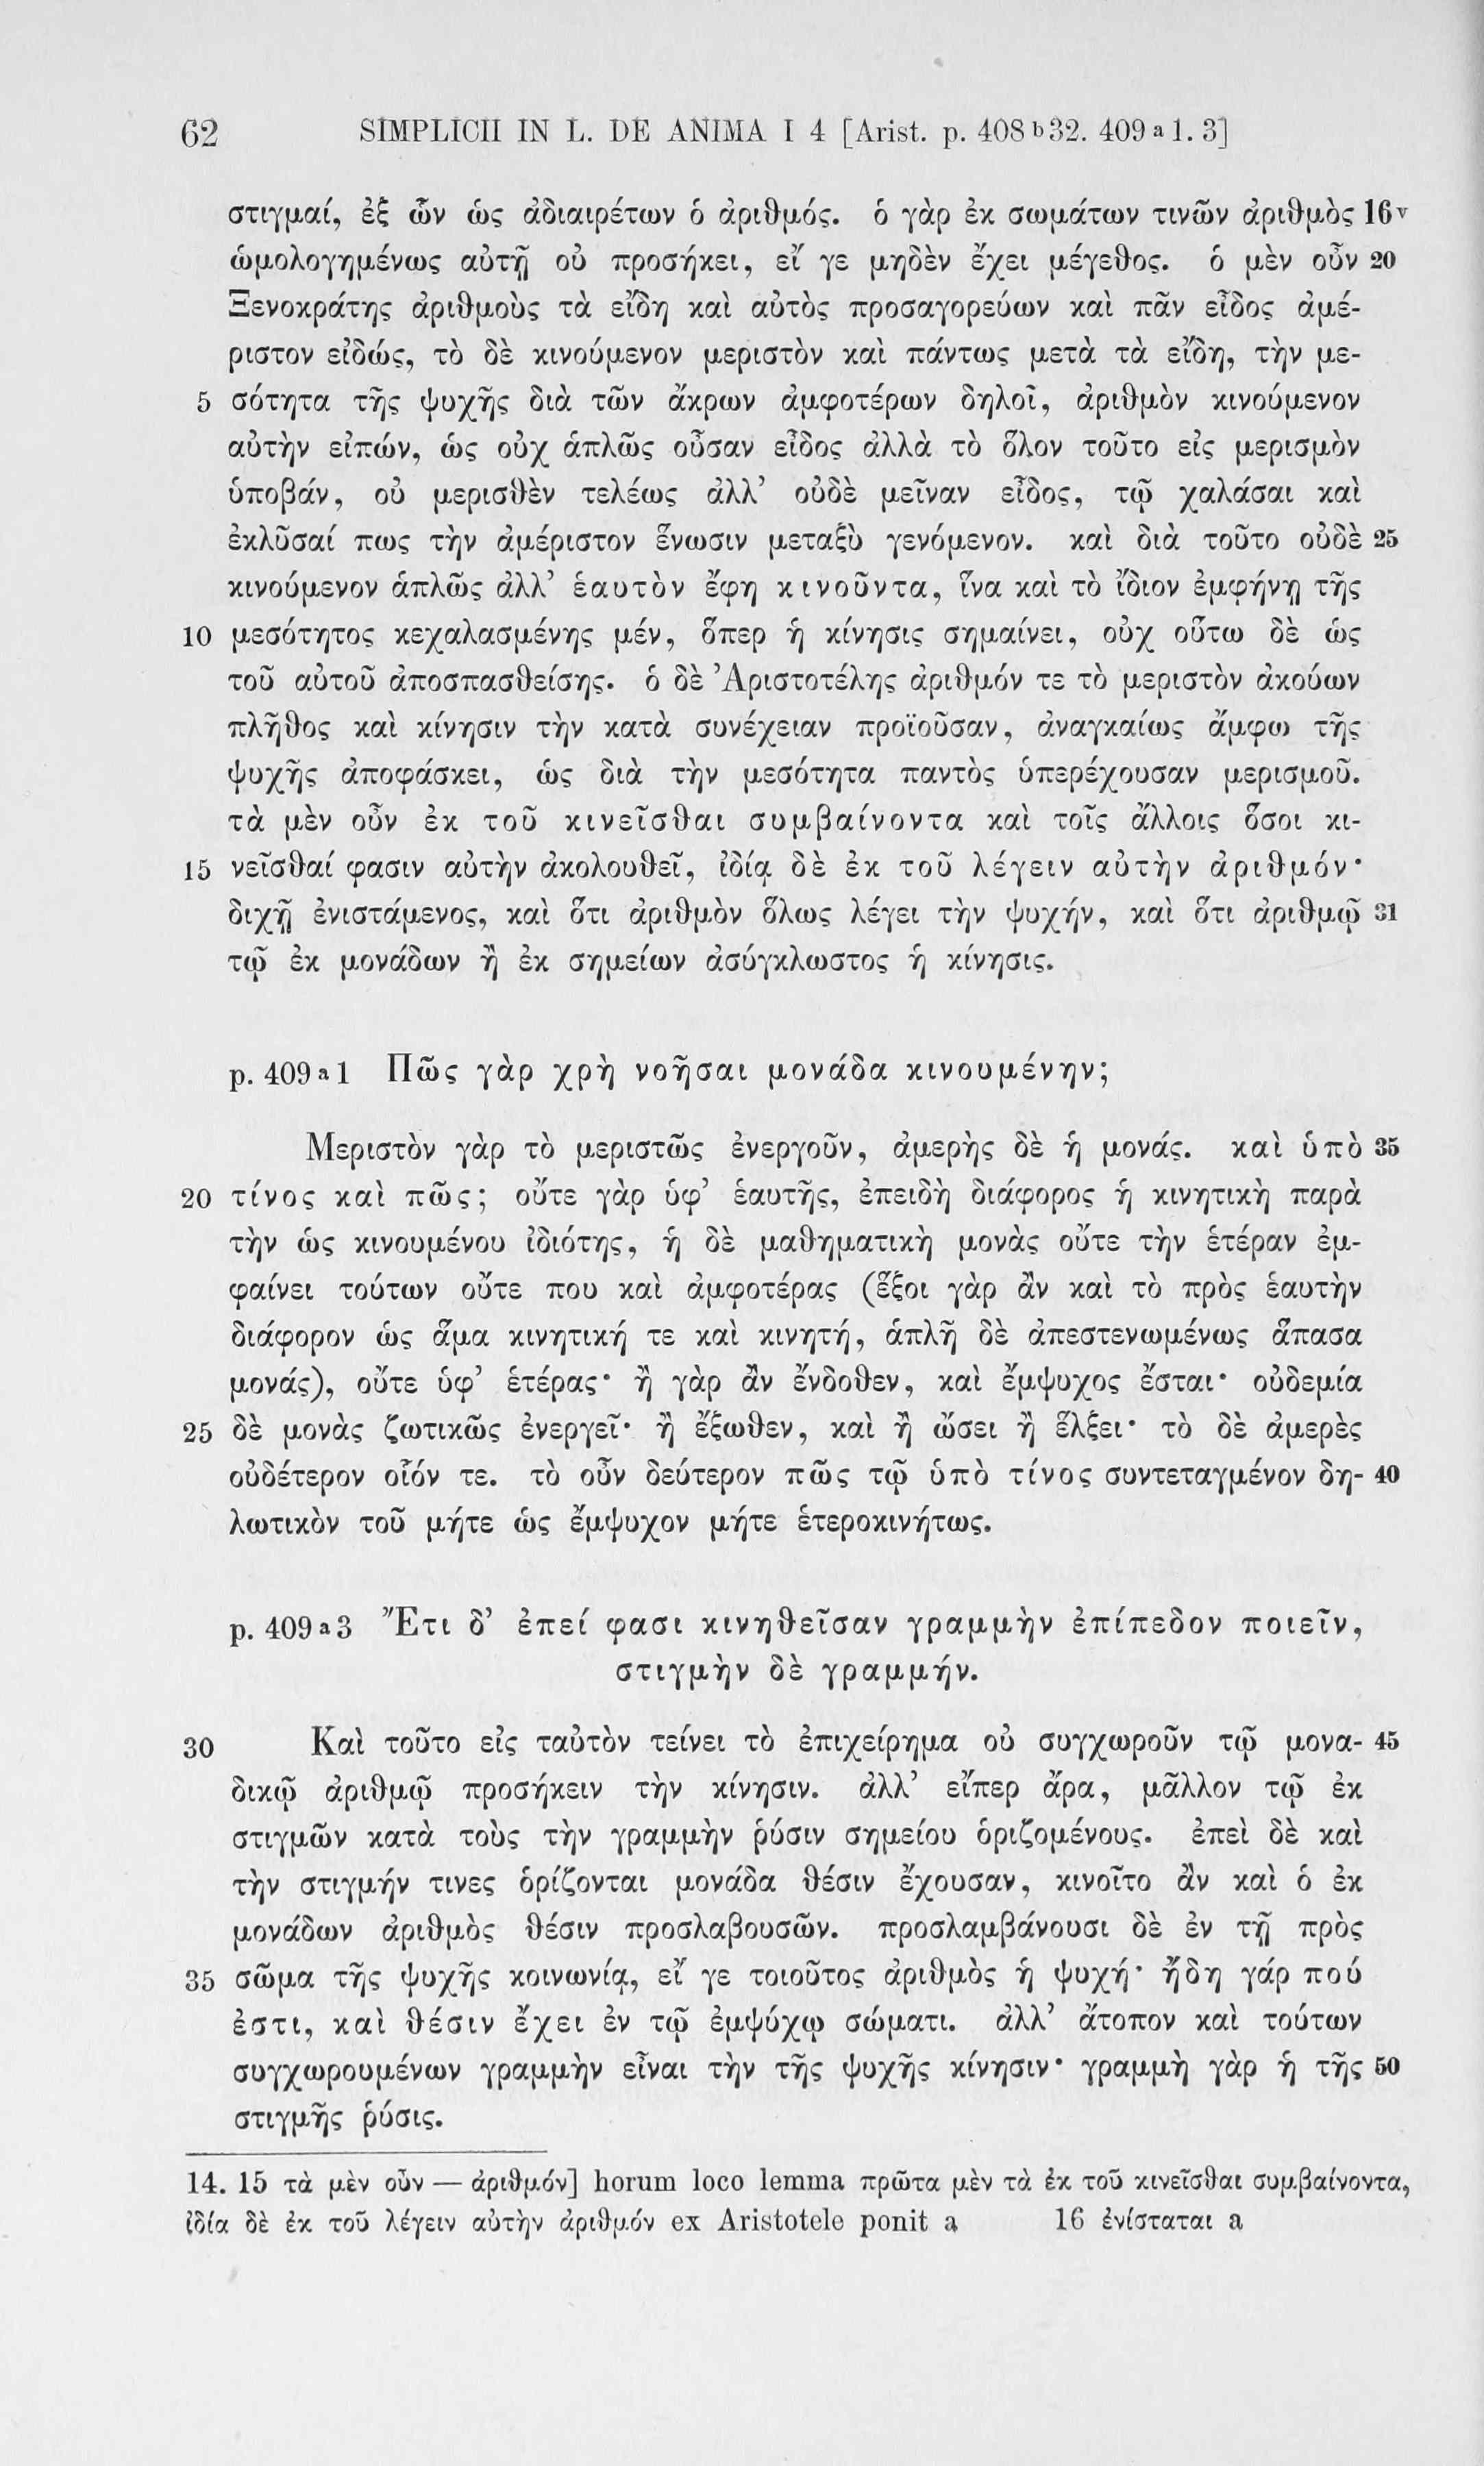 62 SIMPLICII IN L. DE ANIMA I 4 [Arist. p. 408 b 32. 409 a 1. 3]
στιγμαί, ἐξ ὧν ὡς ἀδιαιρέτων ὁ ἀριθμός. ὁ γὰρ ἐκ σωμάτων τινῶν ἀριθμὸς 16v
ὡμολογημένως αὐτῇ οὐ προσήκει, εἴ γε μηδὲν ἔχει μέγεθος. ὁ μὲν οὖν 20
Ξενοκράτης ἀριθμοὺς τὰ εἴδη καὶ αὐτὸς προσαγορεύων καὶ πᾶν εἶδος ἀμέ-
ριστον εἰδώς, τὸ δὲ κινούμενον μεριστὸν καὶ πάντως μετὰ τὰ εἴδη, τὴν με-
5 σότητα τῆς ψυχῆς διὰ τῶν ἄκρων ἀμφοτέρων δηλοῖ, ἀριθμὸν κινούμενον
αὐτὴν εἰπών, ὡς οὐχ ἁπλῶς οὖσαν εἶδος ἀλλὰ τὸ ὅλον τοῦτο εἰς μερισμὸν
ὑποβάν, οὐ μερισθὲν τελέως ἀλλ’ οὐδὲ μεῖναν εἶδος, τῷ χαλάσαι καὶ
ἐκλῦσαί πως τὴν ἀμέριστον ἕνωσιν μεταξὺ γενόμενον. καὶ διὰ τοῦτο οὐδὲ 25
κινούμενον ἁπλῶς ἀλλ’ ἑαυτὸν ἔφη κινοῦντα, ἵνα καὶ τὸ ἴδιον ἐμφήνῃ τῆς
10 μεσότητος κεχαλασμένης μέν, ὅπερ ἡ κίνησις σημαίνει, οὐχ οὕτω δὲ ὡς
τοῦ αὐτοῦ ἀποσπασθείσης. ὁ δὲ Ἀριστοτέλης ἀριθμόν τε τὸ μεριστὸν ἀκούων
πλῆθος καὶ κίνησιν τὴν κατὰ συνέχειαν προϊοῦσαν, ἀναγκαίως ἄμφω τῆς
ψυχῆς ἀποφάσκει, ὡς διὰ τὴν μεσότητα παντὸς ὑπερέχουσαν μερισμοῦ.
τὰ μὲν οὖν ἐκ τοῦ κινεῖσθαι συμβαίνοντα καὶ τοῖς ἄλλοις ὅσοι κι-
15 νεῖσθαί φασιν αὐτὴν ἀκολουθεῖ, ἰδίᾳ δὲ ἐκ τοῦ λέγειν αὐτὴν ἀριθμόν·
διχῇ ἐνιστάμενος, καὶ ὅτι ἀριθμὸν ὅλως λέγει τὴν ψυχήν, καὶ ὅτι ἀριθμῷ 31
τῷ ἐκ μονάδων ἢ ἐκ σημείων ἀσύγκλωστος ἡ κίνησις.
p. 409 a 1 Πῶς γὰρ χρὴ νοῆσαι μονάδα κινουμένην;
Μεριστὸν γὰρ τὸ μεριστῶς ἐνεργοῦν, ἀμερὴς δὲ ἡ μονάς. καὶ ὑπὸ 35
20 τίνος καὶ πῶς; οὔτε γὰρ ὑφ’ ἑαυτῆς, ἐπειδὴ διάφορος ἡ κινητικὴ παρὰ
τὴν ὡς κινουμένου ἰδιότης, ἡ δὲ μαθηματικὴ μονὰς οὔτε τὴν ἑτέραν ἐμ-
φαίνει τούτων οὔτε που καὶ ἀμφοτέρας (ἕξοι γὰρ ἂν καὶ τὸ πρὸς ἑαυτὴν
διάφορον ὡς ἅμα κινητική τε καὶ κινητή, ἁπλῆ δὲ ἀπεστενωμένως ἅπασα
μονάς), οὔτε ὑφ’ ἑτέρας· ἢ γὰρ ἂν ἔνδοθεν, καὶ ἔμψυχος ἔσται· οὐδεμία
25 δὲ μονὰς ζωτικῶς ἐνεργεῖ· ἢ ἔξωθεν, καὶ ἢ ὤσει ἢ ἕλξει· τὸ δὲ ἀμερὲς
οὐδέτερον οἷόν τε. τὸ οὖν δεύτερον πῶς τῷ ὑπὸ τίνος συντεταγμένον δη- 40
λωτικὸν τοῦ μήτε ὡς ἔμψυχον μήτε ἑτεροκινήτως.
p. 409 a 3 Ἔτι δ’ ἐπεί φασι κινηθεῖσαν γραμμὴν ἐπίπεδον ποιεῖν,
στιγμὴν δὲ γραμμήν.
30 Καὶ τοῦτο εἰς ταὐτὸν τείνει τὸ ἐπιχείρημα οὐ συγχωροῦν τῷ μονα- 45
δικῷ ἀριθμῷ προσήκειν τὴν κίνησιν. ἀλλ’ εἴπερ ἄρα, μᾶλλον τῷ ἐκ
στιγμῶν κατὰ τοὺς τὴν γραμμὴν ῥύσιν σημείου ὁριζομένους. ἐπεὶ δὲ καὶ
τὴν στιγμήν τινες ὁρίζονται μονάδα θέσιν ἔχουσαν, κινοῖτο ἂν καὶ ὁ ἐκ
μονάδων ἀριθμὸς θέσιν προσλαβουσῶν. προσλαμβάνουσι δὲ ἐν τῇ πρὸς
35 σῶμα τῆς ψυχῆς κοινωνίᾳ, εἴ γε τοιοῦτος ἀριθμὸς ἡ ψυχή· ἤδη γάρ πού
ἐστι, καὶ θέσιν ἔχει ἐν τῷ ἐμψύχῳ σώματι. ἀλλ’ ἄτοπον καὶ τούτων
συγχωρουμένων γραμμὴν εἶναι τὴν τῆς ψυχῆς κίνησιν· γραμμὴ γὰρ ἡ τῆς 50
στιγμῆς ῥύσις.
14. 15 τὰ μὲν οὖν — ἀριθμόν] horum loco lemma πρῶτα μὲν τὰ ἐκ τοῦ κινεῖσθαι συμβαίνοντα,
ἰδίᾳ δὲ ἐκ τοῦ λέγειν αὐτὴν ἀριθμόν ex Aristotele ponit a 16 ἐνίσταται a